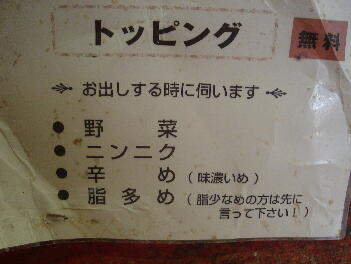 トッピング
無料
お出しする時に伺います
● 野菜
● ニンニク
● 辛め（味濃いめ）
● 脂多め（脂少なめの方は先に
言って下さい！）